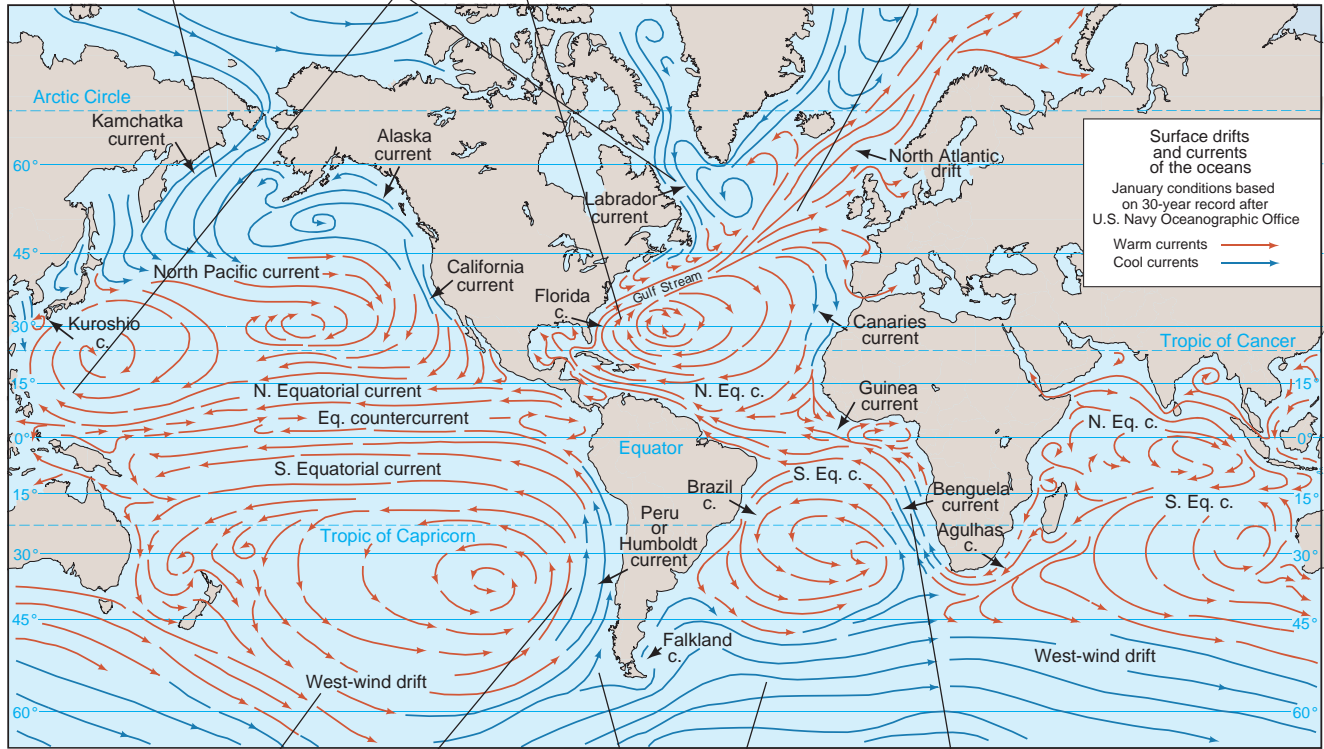 Arctic Circle
Kamchatka
current
60°
Alaska
current
Labrador
current
North Atlantic
drift
Surface drifts
and currents
of the oceans
January conditions based
on 30-year record after
U.S. Navy Oceanographic Office
Warm currents
Cool currents
45°
North Pacific current
California
current
Florida
c.
Gulf Stream
30°
Kuroshio
c.
Canaries
current
Tropic of Cancer
15°
N. Equatorial current
N. Eq. c.
Guinea
current
15°
Eq. countercurrent
N. Eq. c.
0°
Equator
0°
S. Equatorial current
S. Eq. c.
15°
Brazil
c.
Benguela
current
S. Eq. c.
15°
Tropic of Capricorn
Peru
or
Humboldt
current
Agulhas
c.
30°
30°
45°
Falkland
c.
45°
West-wind drift
West-wind drift
60°
60°